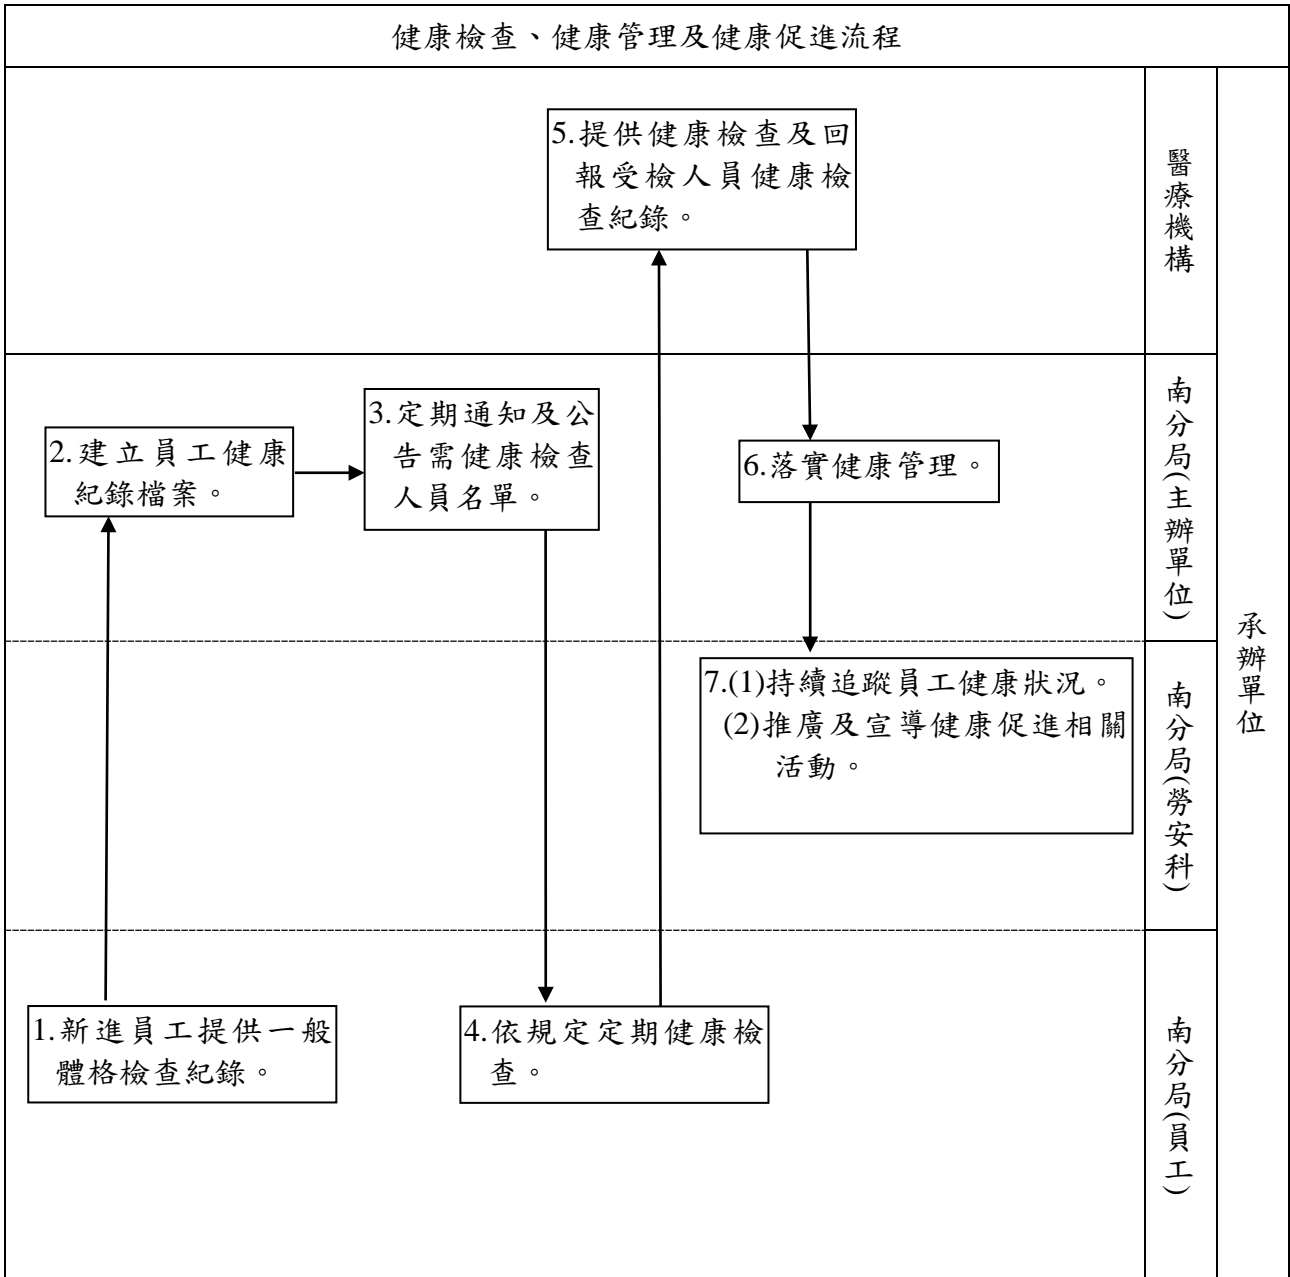 健康檢查、健康管理及健康促進流程
5.提供健康檢查及回
報受檢人員健康檢
查紀錄。
醫療機構
3.定期通知及公
告需健康檢查
人員名單。
2.建立員工健康
紀錄檔案。
6.落實健康管理。
南分局(主辦單位)
7.(1)持續追蹤員工健康狀況。
(2)推廣及宣導健康促進相關
活動。
南分局(勞安科)
承辦單位
1.新進員工提供一般
體格檢查紀錄。
4.依規定定期健康檢
查。
南分局(員工)